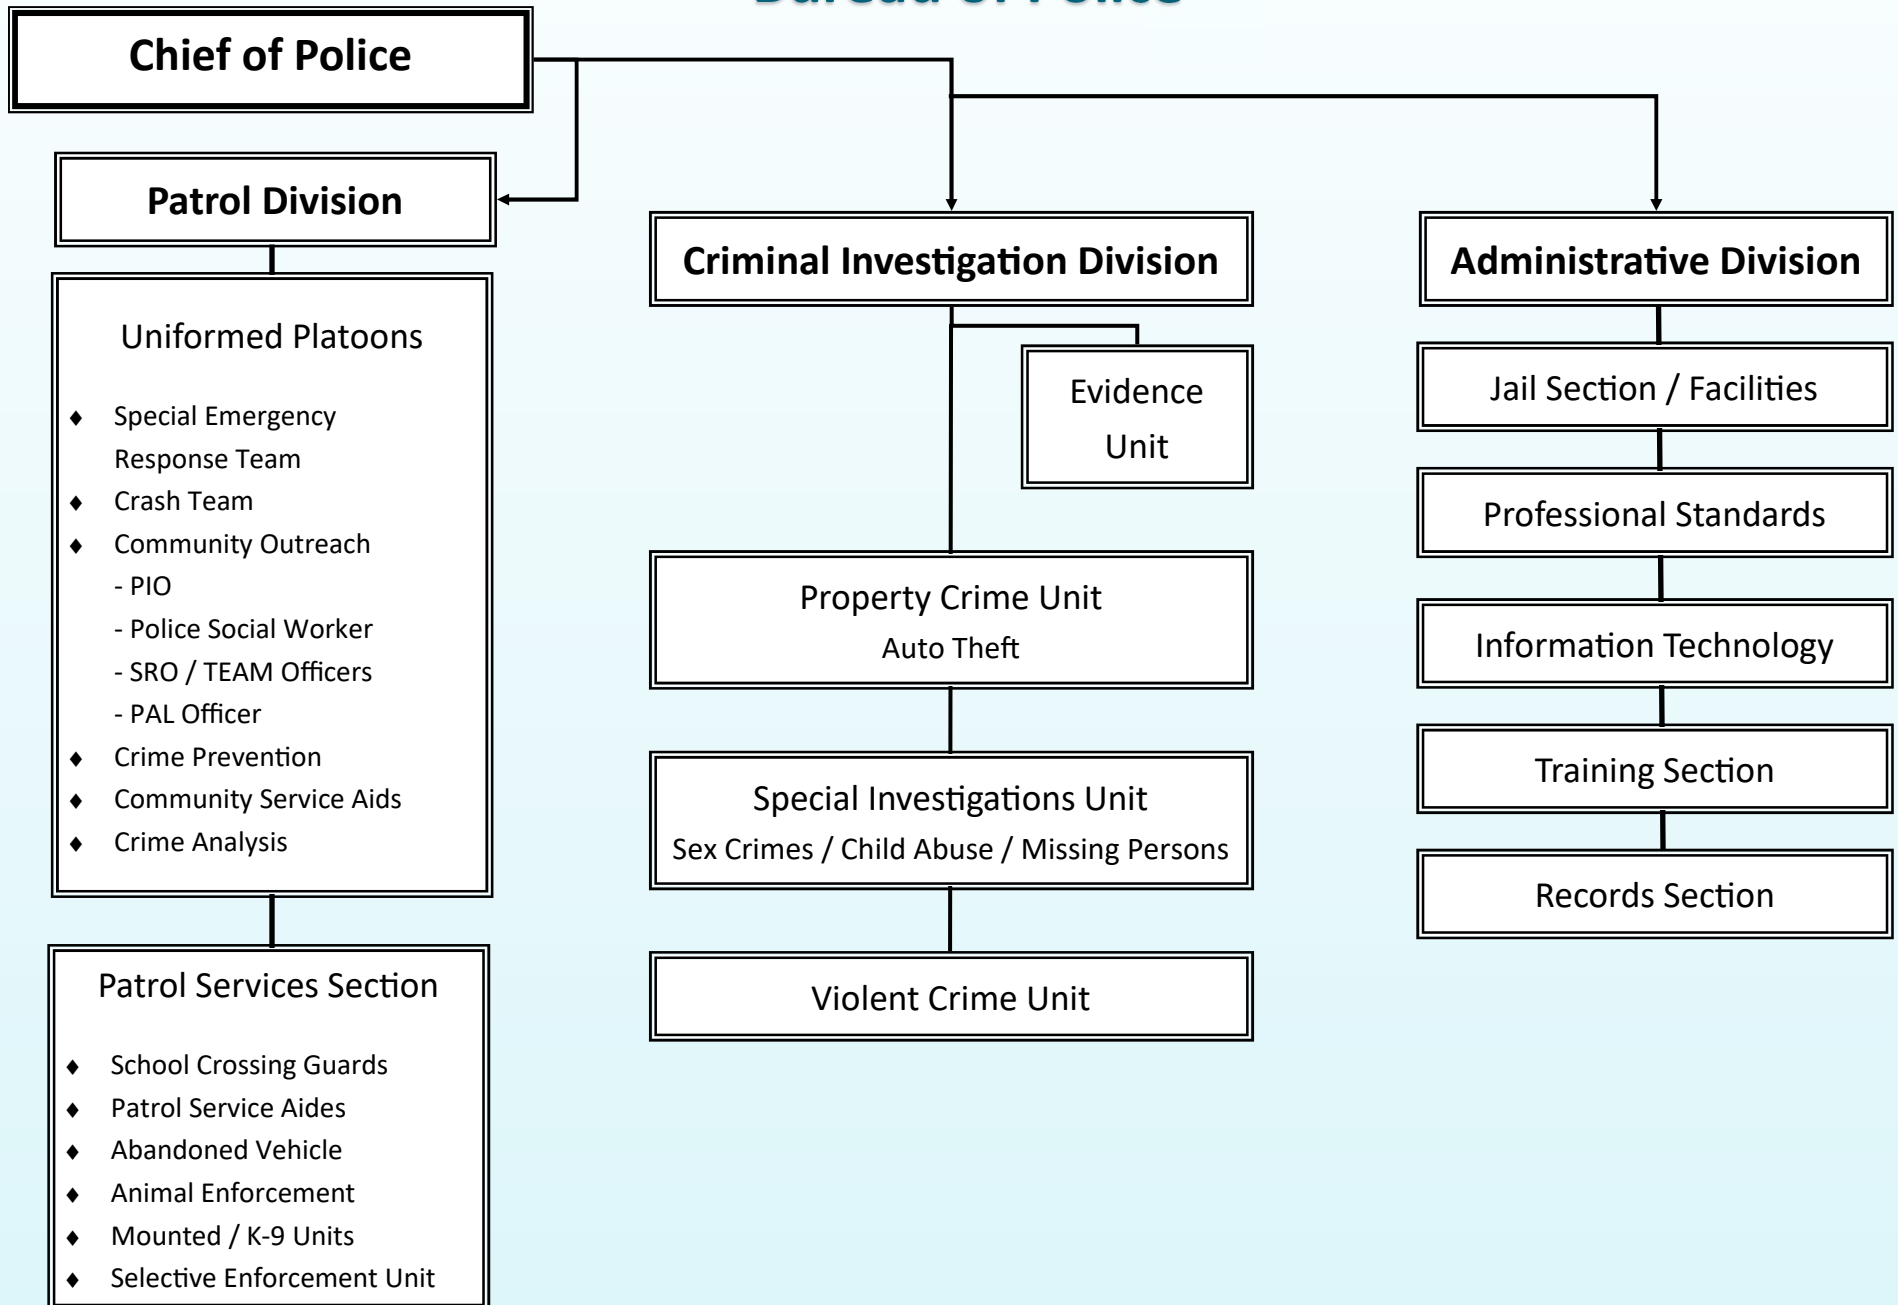 Bureau of Police
Chief of Police
Patrol Division
Uniformed Platoons
♦ Special Emergency
Response Team
♦ Crash Team
♦ Community Outreach
- PIO
- Police Social Worker
- SRO / TEAM Officers
- PAL Officer
♦ Crime Prevention
♦ Community Service Aids
♦ Crime Analysis
Patrol Services Section
♦ School Crossing Guards
♦ Patrol Service Aides
♦ Abandoned Vehicle
♦ Animal Enforcement
♦ Mounted / K-9 Units
♦ Selective Enforcement Unit
Criminal Investigation Division
Evidence
Unit
Property Crime Unit
Auto Theft
Special Investigations Unit
Sex Crimes / Child Abuse / Missing Persons
Violent Crime Unit
Administrative Division
Jail Section / Facilities
Professional Standards
Information Technology
Training Section
Records Section